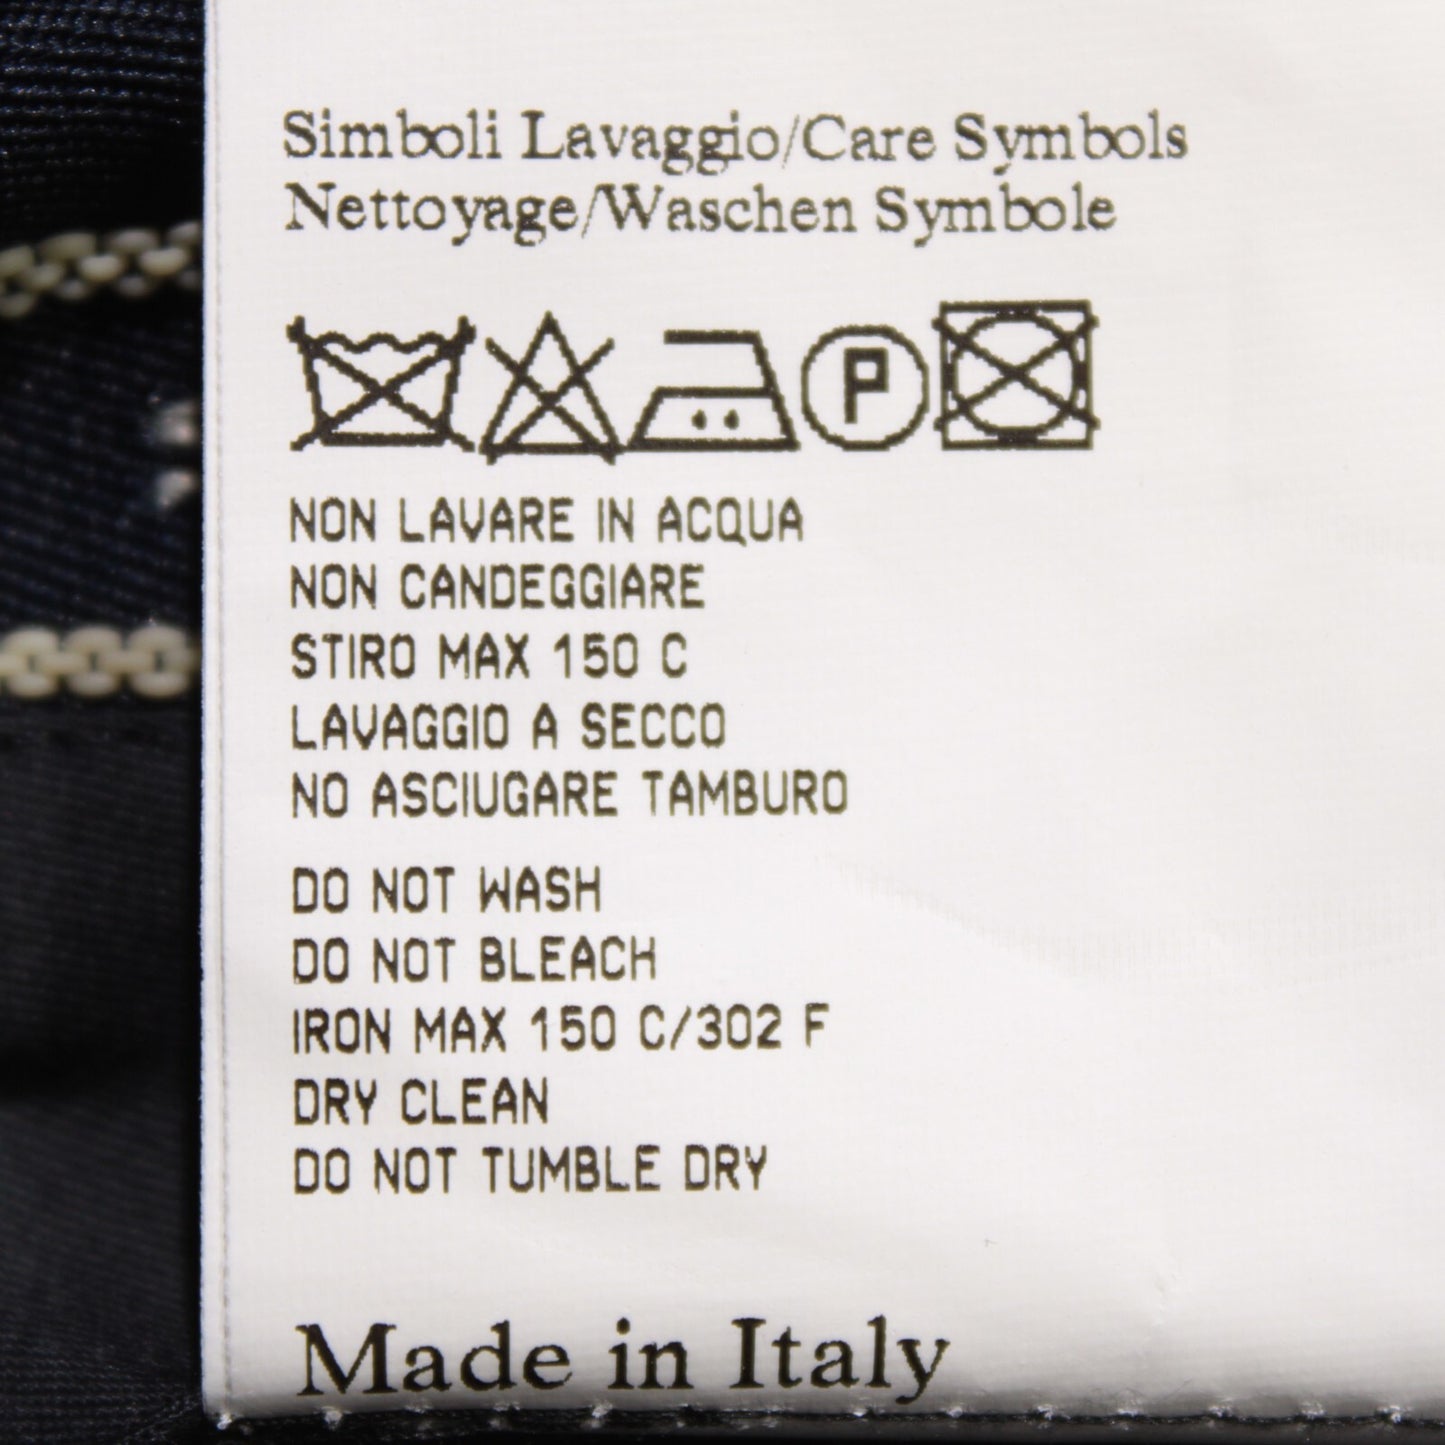 Simboli Lavaggio/Care Symbols
Nettoyage/Waschen Symbole
P
NON LAVARE IN ACQUA
NON CANDEGGIARE
STIRO MAX 150 C
LAVAGGIO A SECCO
NO ASCIUGARE TAMBURO
DO NOT WASH
DO NOT BLEACH
IRON MAX 150 C/302 F
DRY CLEAN
DO NOT TUMBLE DRY
Made in Italy